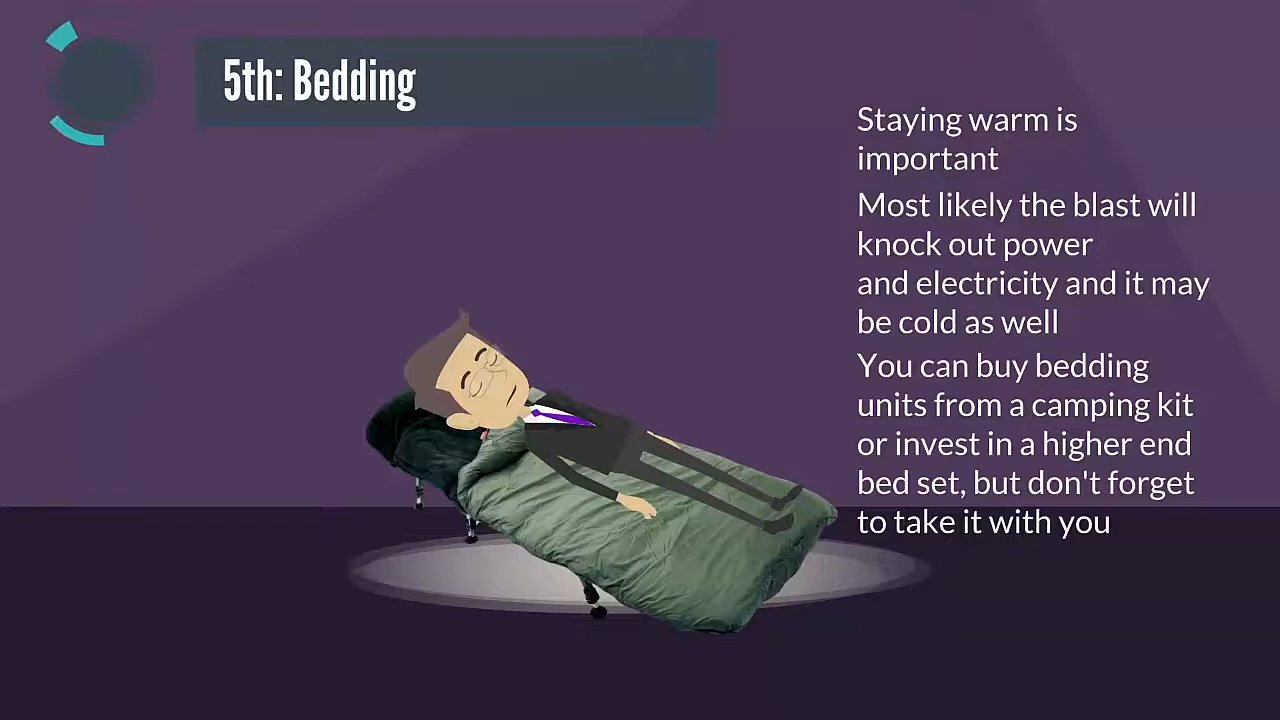 5th: Bedding
Staying warm is
important
Most likely the blast will
knock out power
and electricity and it may
be cold as well
You can buy bedding
units from a camping kit
or invest in a higher end
bed set, but don't forget
to take it with you